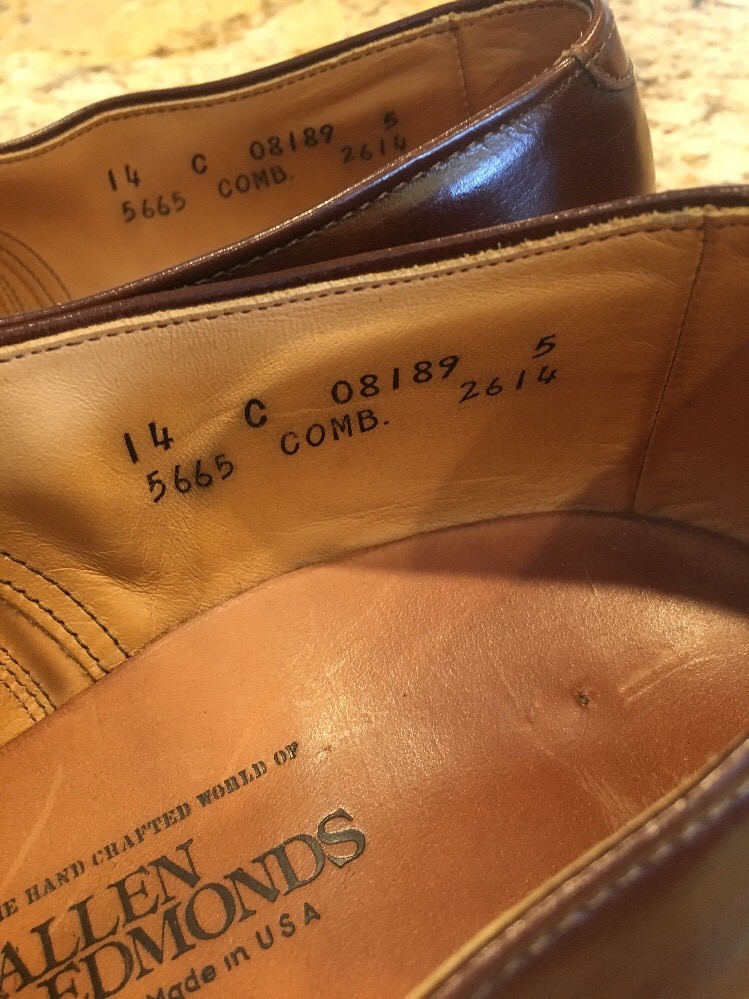 14 C 08189 5
5665 COMB. 2614
14 C 08189 5
5665 COMB. 2614
HAND CRAFTED WORLD OF
ALLEN
EDMONDS
Made in USA